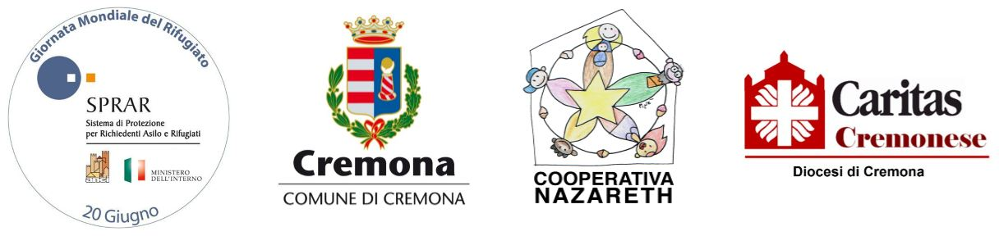 Giornata Mondiale del Rifugiato
SPRAR
Sistema di Protezione
per Richiedenti Asilo e Rifugiati
MINISTERO
DELL'INTERNO
20 Giugno
Cremona
COMUNE DI CREMONA
COOPERATIVA
NAZARETH
Caritas
Cremonese
Diocesi di Cremona